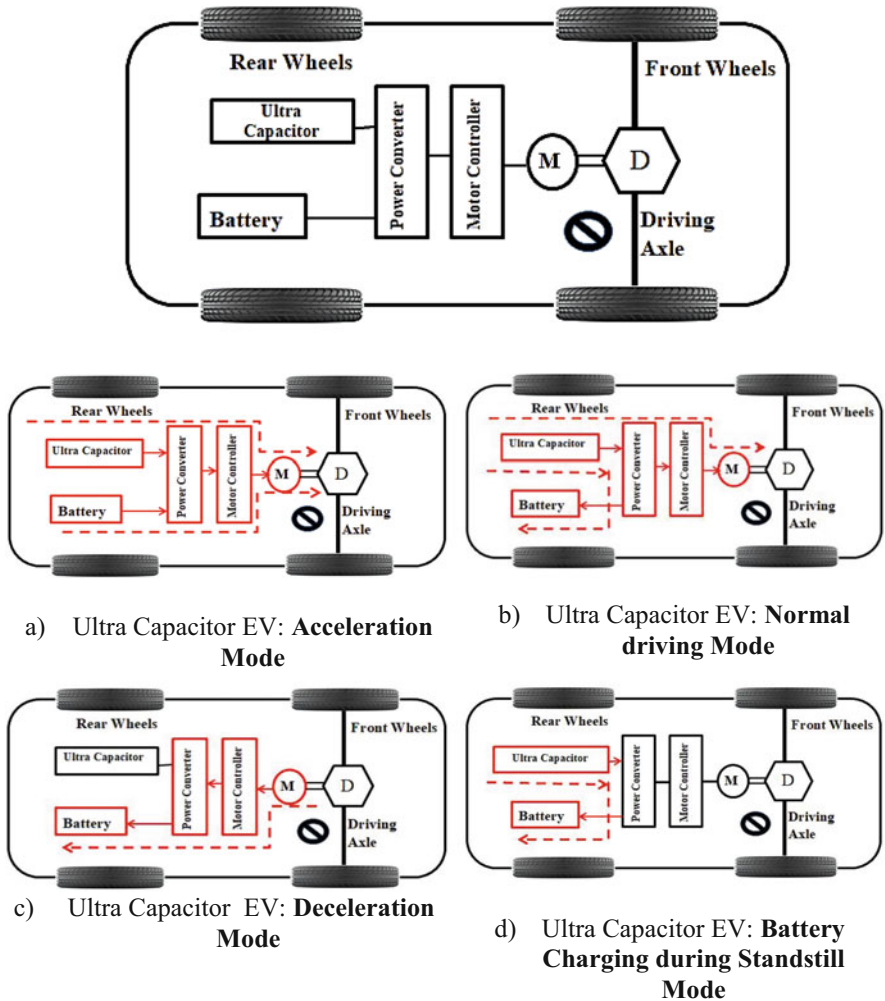 Rear Wheels
Front Wheels
Ultra
Capacitor
Power Converter
Motor Controller
M
D
Battery
Driving
Axle
Rear Wheels
Front Wheels
Ultra Capacitor
Power Converter
Motor Controller
M
D
Battery
Driving
Axle
a) Ultra Capacitor EV: Acceleration
Mode
Rear Wheels
Front Wheels
Ultra Capacitor
Power Converter
Motor Controller
M
D
Battery
Driving
Axle
b) Ultra Capacitor EV: Normal
driving Mode
Rear Wheels
Front Wheels
Ultra Capacitor
Power Converter
Motor Controller
M
D
Battery
Driving
Axle
c) Ultra Capacitor EV: Deceleration
Mode
Rear Wheels
Front Wheels
Ultra Capacitor
Power Converter
Motor Controller
M
D
Battery
Driving
Axle
d) Ultra Capacitor EV: Battery
Charging during Standstill
Mode